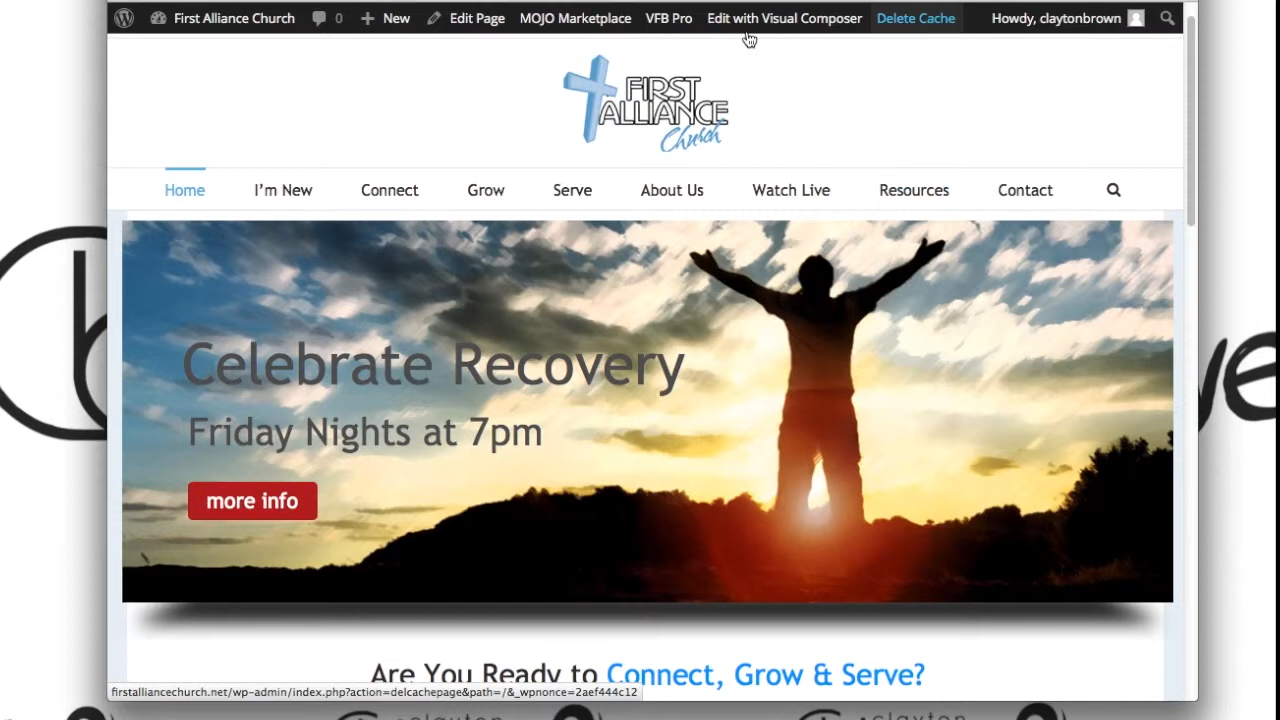 First Alliance Church 0 New Edit Page MOJO Marketplace VFB Pro Edit with Visual Composer Delete Cache Howdy, claytonbrown
FIRST
ALLIANCE
Church
Home I'm New Connect Grow Serve About Us Watch Live Resources Contact
Celebrate Recovery
Friday Nights at 7pm
more info
Are You Ready to Connect, Grow & Serve?
firstalliancechurch.net/wp-admin/index.php?action=delcachepage&path=/&_wpnonce=2aef444c12